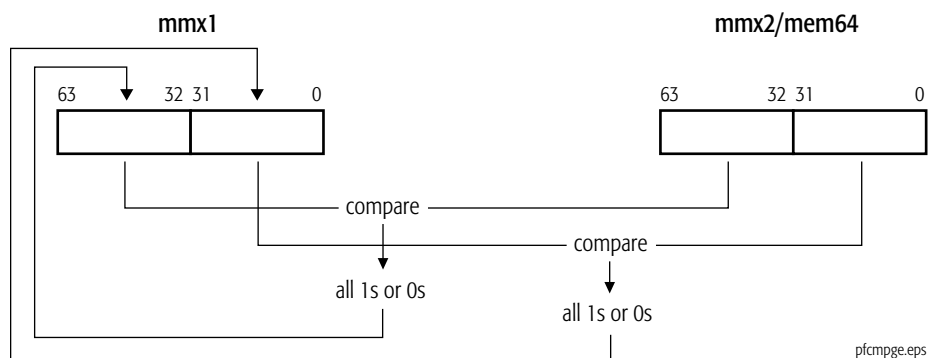 mmx1 mmx2/mem64
63 32 31 0 63 32 31 0
compare
compare
all 1s or 0s
all 1s or 0s
pfcmpge.eps